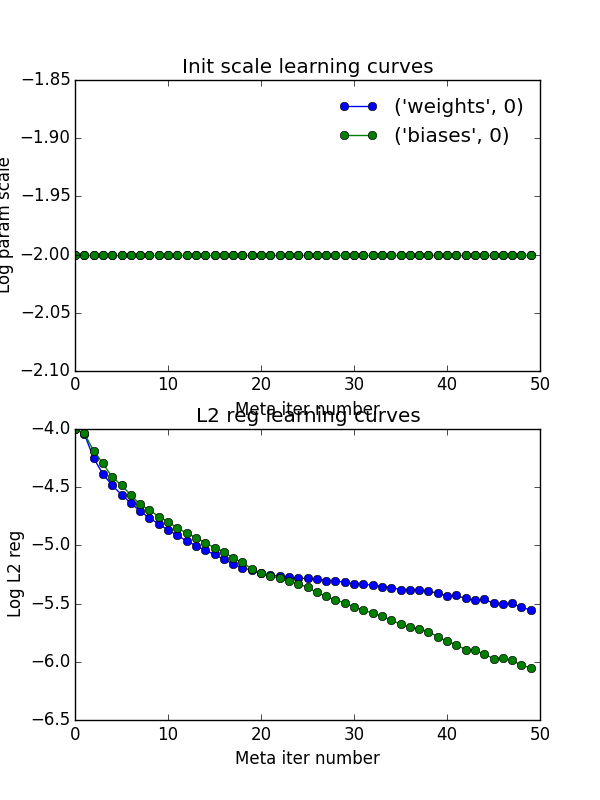 Init scale learning curves
−1.85
−1.90
−1.95
−2.00
−2.05
−2.10
Log param scale
('weights', 0)
('biases', 0)
0 10 20 30 40 50
Meta iter number
L2 reg learning curves
−4.0
−4.5
−5.0
−5.5
−6.0
−6.5
Log L2 reg
0 10 20 30 40 50
Meta iter number